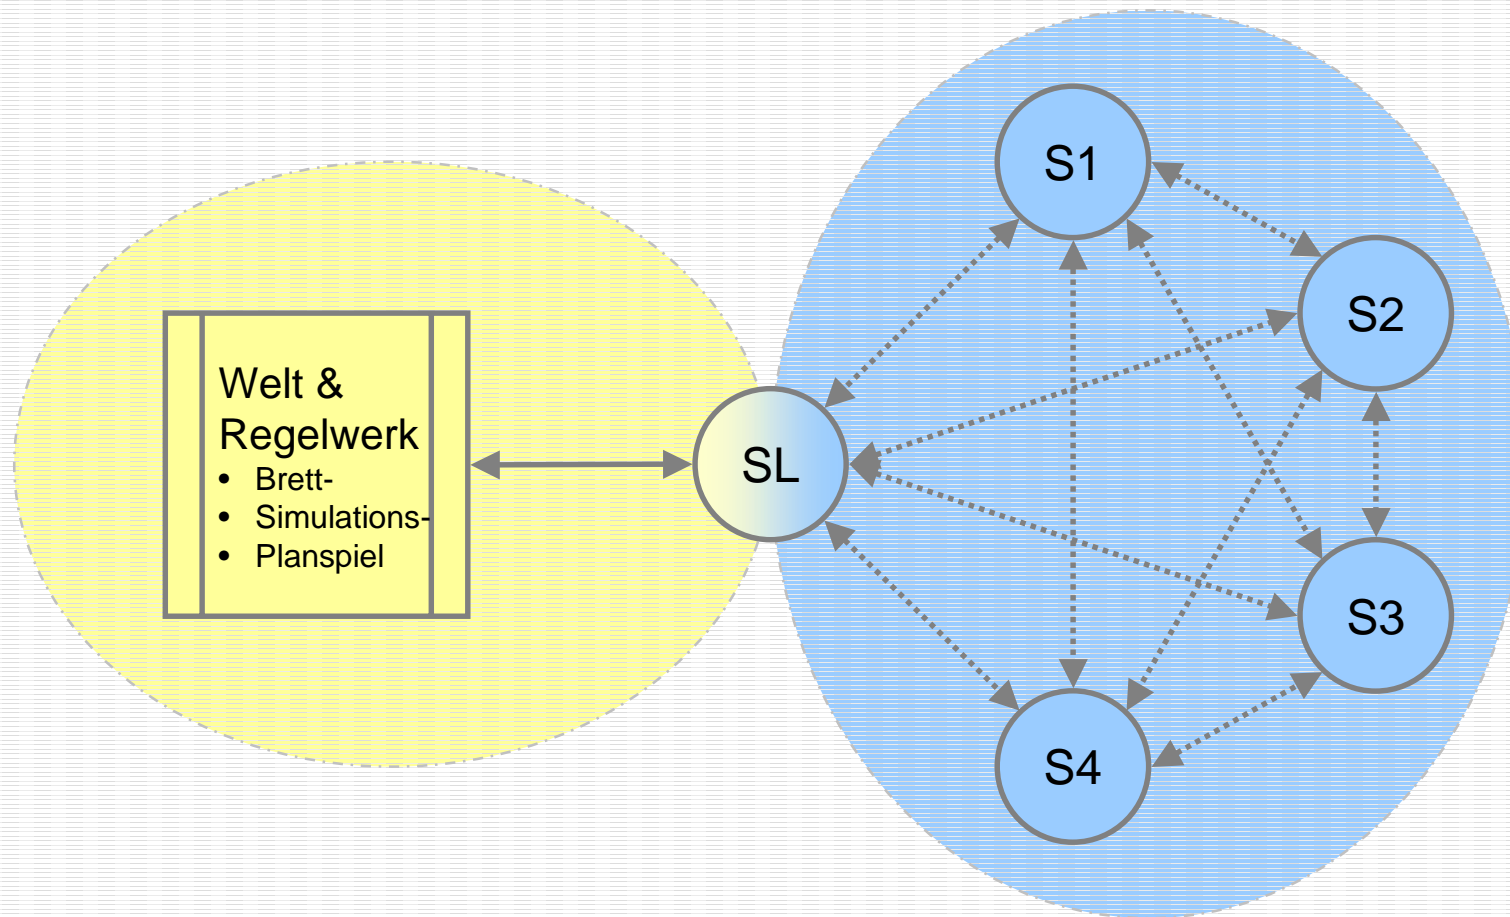 Welt &
Regelwerk
• Brett-
• Simulations-
• Planspiel
SL
S1
S2
S3
S4